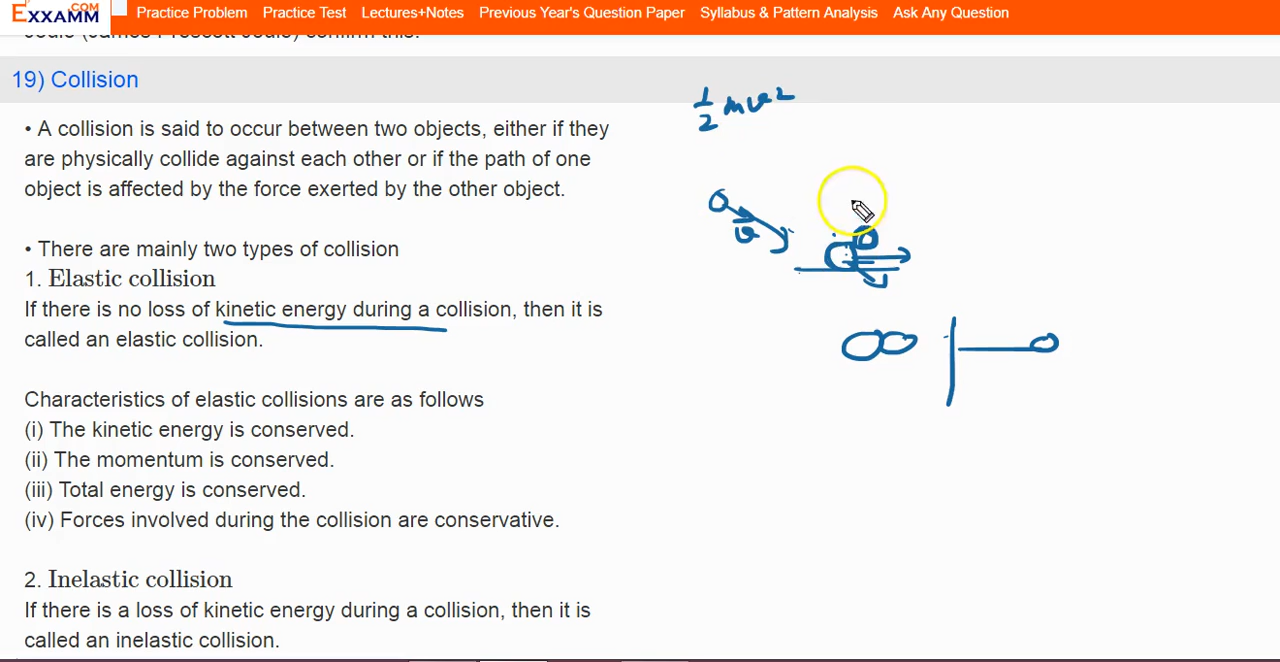 .COM
EXXAMM
Practice Problem Practice Test Lectures+Notes Previous Year's Question Paper Syllabus & Pattern Analysis Ask Any Question
Joule (James Prescott Joule) confirm this.
19) Collision
• A collision is said to occur between two objects, either if they
are physically collide against each other or if the path of one
object is affected by the force exerted by the other object.
• There are mainly two types of collision
1. Elastic collision
If there is no loss of kinetic energy during a collision, then it is
called an elastic collision.
Characteristics of elastic collisions are as follows
(i) The kinetic energy is conserved.
(ii) The momentum is conserved.
(iii) Total energy is conserved.
(iv) Forces involved during the collision are conservative.
2. Inelastic collision
If there is a loss of kinetic energy during a collision, then it is
called an inelastic collision.
1/2 mv2